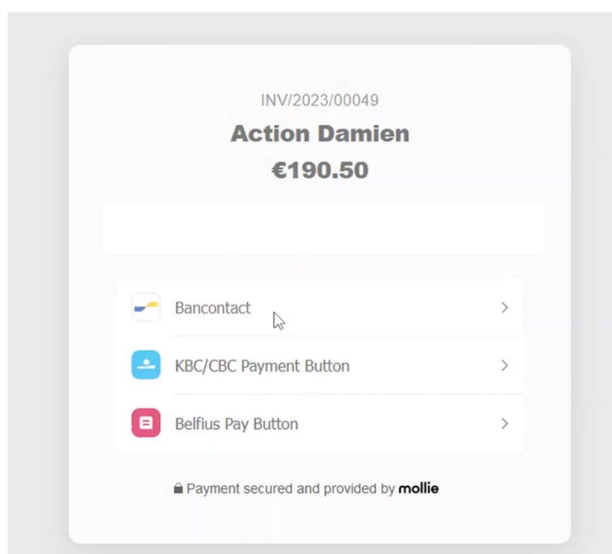 INV/2023/00049
Action Damien
€190.50
Bancontact
KBC/CBC Payment Button
Belfius Pay Button
Payment secured and provided by mollie